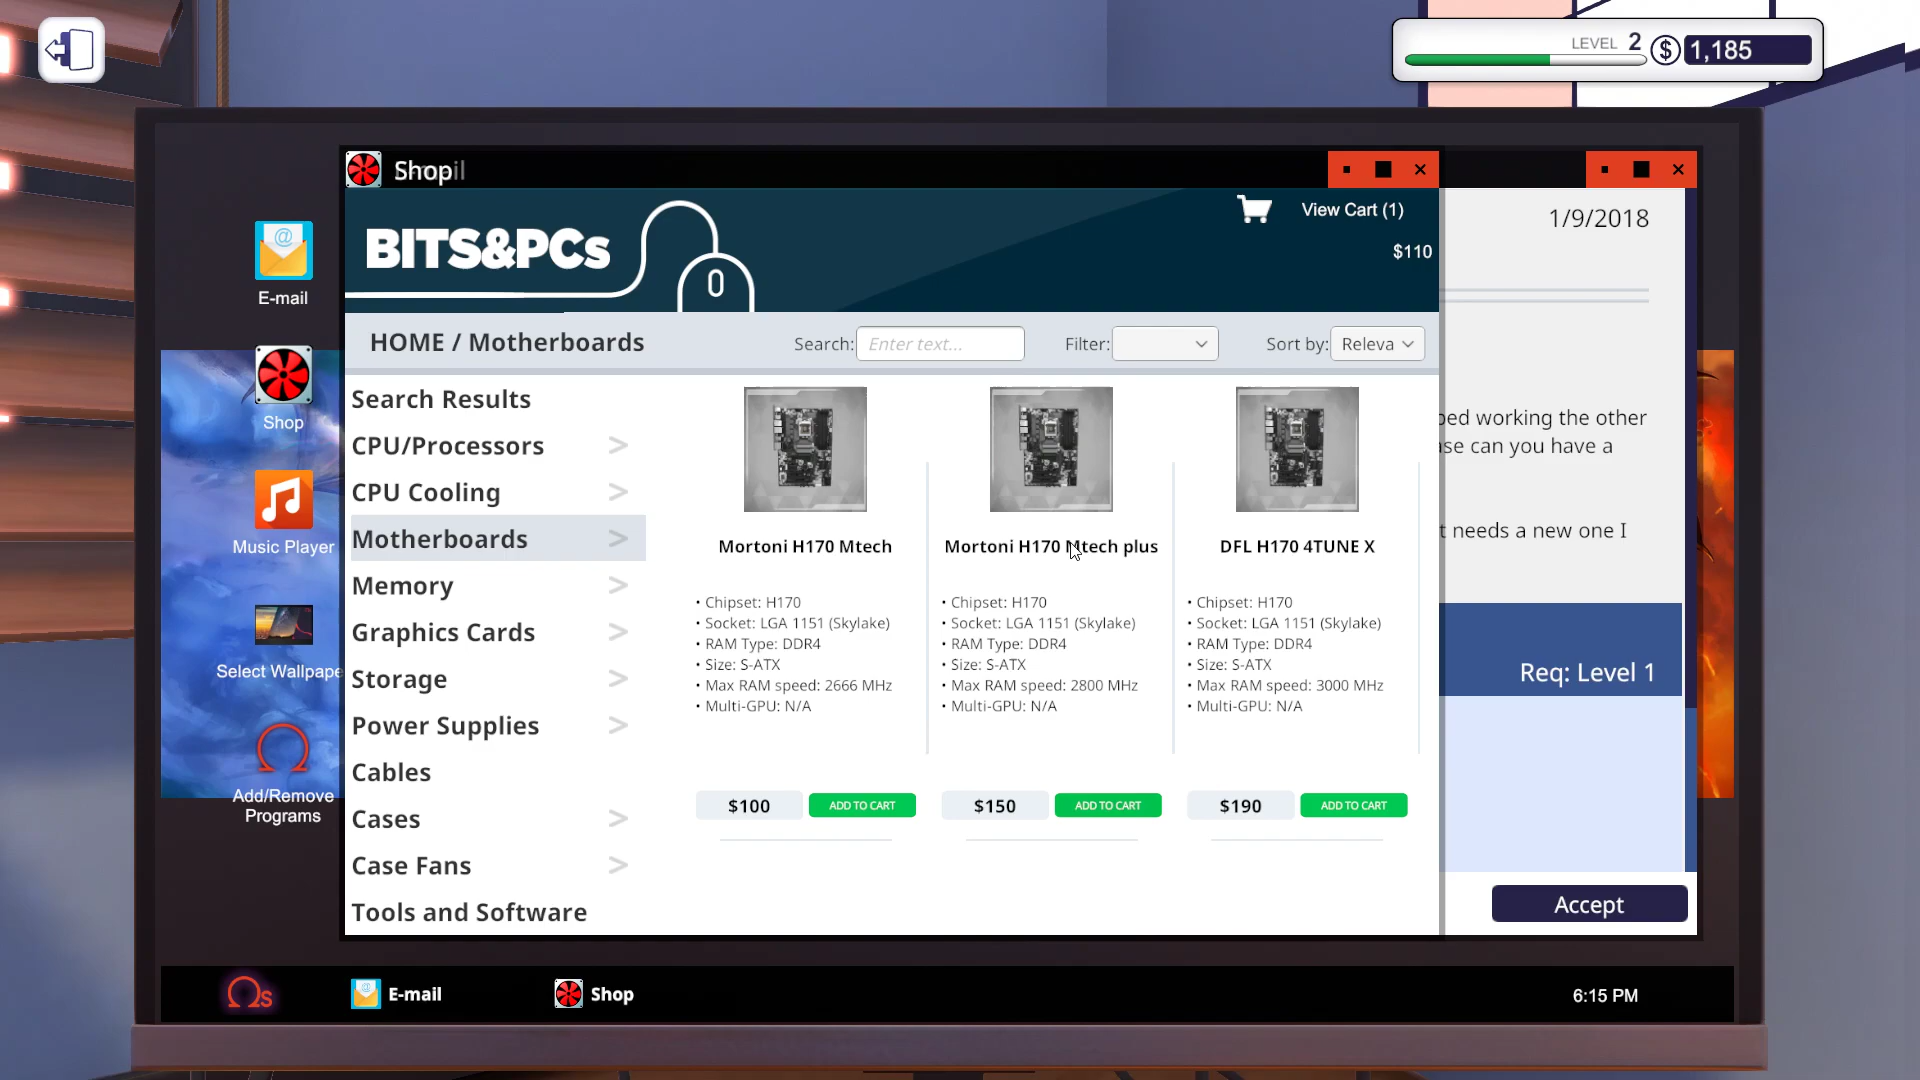 LEVEL 2 $ 1,185
Shop
View Cart (1)
$110
BITS&PCs
HOME / Motherboards
Search: Enter text...
Filter:
Sort by: Releva
Search Results
CPU/Processors >
CPU Cooling >
Motherboards >
Memory >
Graphics Cards >
Storage >
Power Supplies >
Cables
Cases >
Case Fans >
Tools and Software
Mortoni H170 Mtech
• Chipset: H170
• Socket: LGA 1151 (Skylake)
• RAM Type: DDR4
• Size: S-ATX
• Max RAM speed: 2666 MHz
• Multi-GPU: N/A
$100 ADD TO CART
Mortoni H170 Mtech plus
• Chipset: H170
• Socket: LGA 1151 (Skylake)
• RAM Type: DDR4
• Size: S-ATX
• Max RAM speed: 2800 MHz
• Multi-GPU: N/A
$150 ADD TO CART
DFL H170 4TUNE X
• Chipset: H170
• Socket: LGA 1151 (Skylake)
• RAM Type: DDR4
• Size: S-ATX
• Max RAM speed: 3000 MHz
• Multi-GPU: N/A
$190 ADD TO CART
1/9/2018
working the other
can you have a
needs a new one I
Req: Level 1
Accept
E-mail
Shop
Music Player
Select Wallpape
Add/Remove
Programs
Ωs
E-mail
Shop
6:15 PM